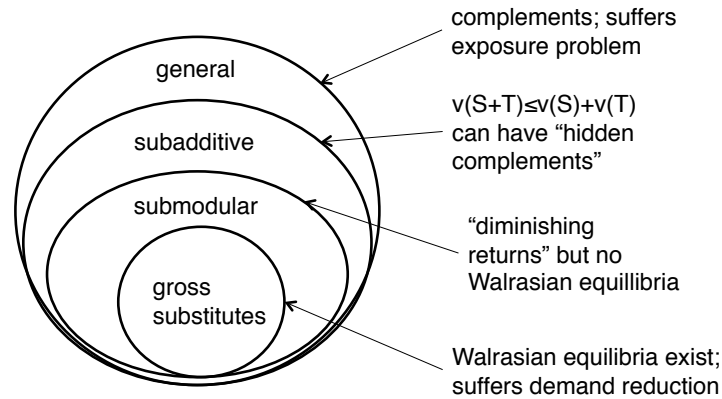 complements; suffers
exposure problem
general
v(S+T)≤v(S)+v(T)
can have “hidden
complements”
subadditive
submodular
“diminishing
returns” but no
Walrasian equillibria
gross
substitutes
Walrasian equilibria exist;
suffers demand reduction